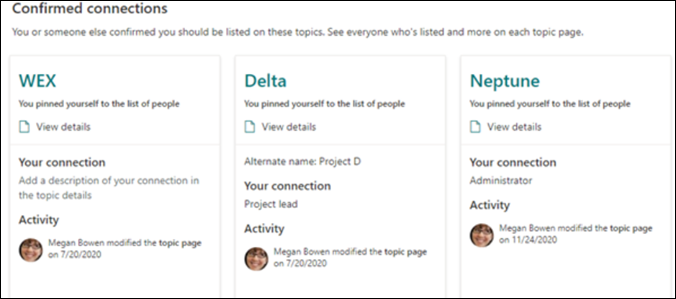 Confirmed connections
You or someone else confirmed you should be listed on these topics. See everyone who's listed and more on each topic page.
WEX
You pinned yourself to the list of people
View details
Your connection
Add a description of your connection in
the topic details
Activity
Megan Bowen modified the topic page
on 7/20/2020
Delta
You pinned yourself to the list of people
View details
Alternate name: Project D
Your connection
Project lead
Activity
Megan Bowen modified the topic page
on 7/20/2020
Neptune
You pinned yourself to the list of people
View details
Your connection
Administrator
Activity
Megan Bowen modified the topic page
on 11/24/2020